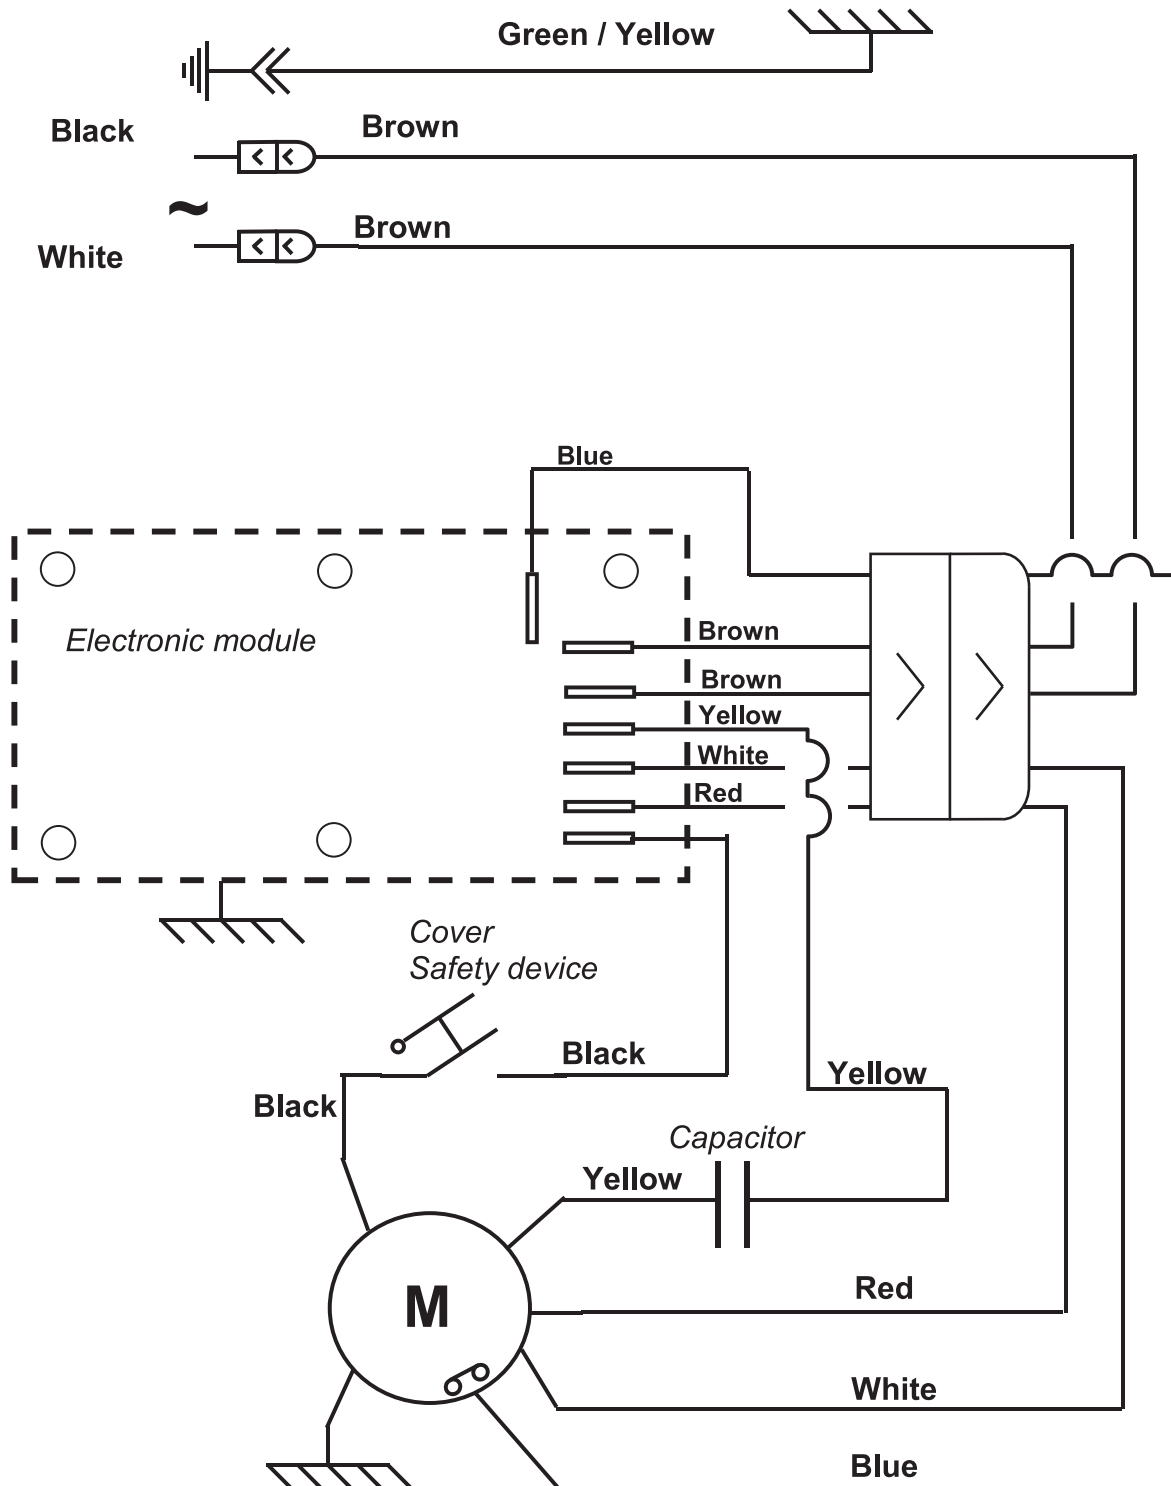 Green / Yellow
Black
Brown
~
Brown
White
Blue
Electronic module
Brown
Brown
Yellow
White
Red
Cover
Safety device
Black
Yellow
Black
Capacitor
Yellow
Red
M
White
Blue